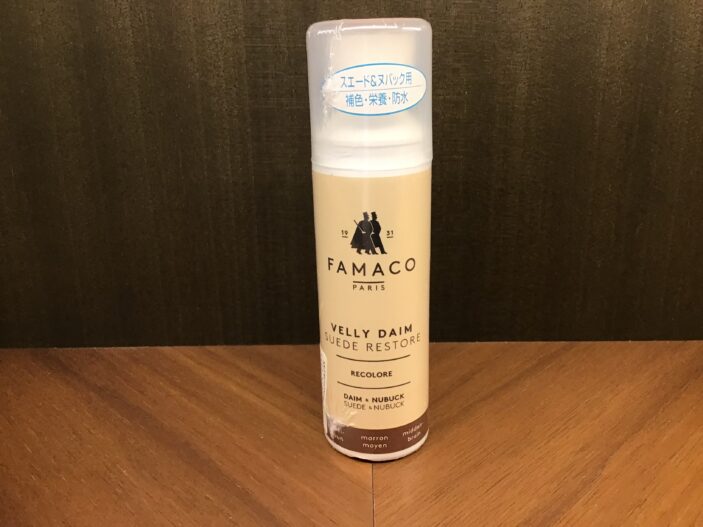 スエード&ヌバック用
補色・栄養・防水
19 31
FAMACO
PARIS
VELLY DAIM
SUEDE RESTORE
RECOLORE
DAIM & NUBUCK
SUEDE & NUBUCK
marron
moyen